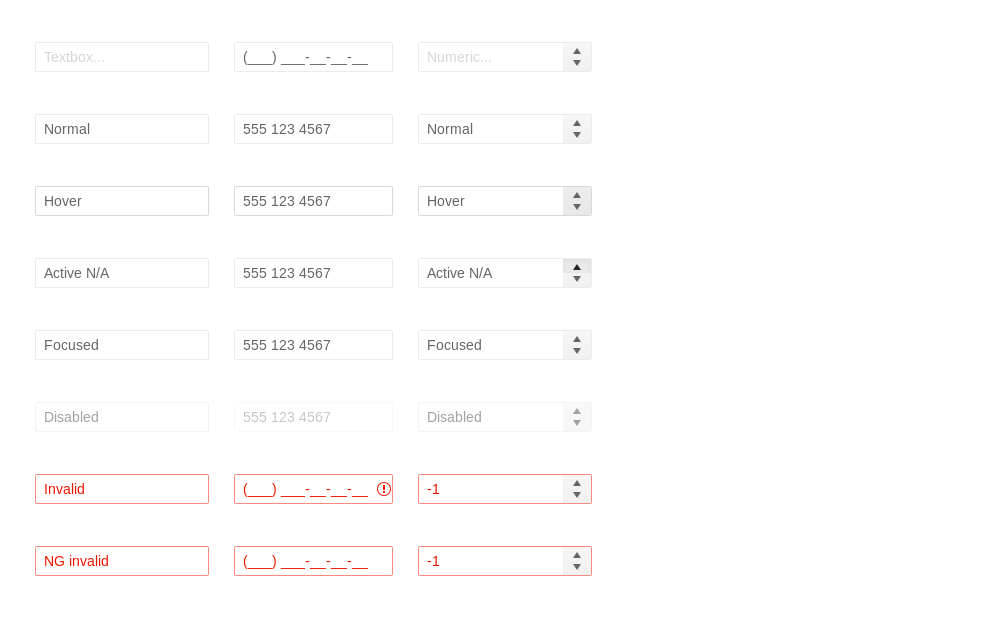 Textbox... (___) ___-__-__-__ Numeric...
Normal 555 123 4567 Normal
Hover 555 123 4567 Hover
Active N/A 555 123 4567 Active N/A
Focused 555 123 4567 Focused
Disabled 555 123 4567 Disabled
Invalid (___) ___-__-__-__ -1
NG invalid (___) ___-__-__-__ -1